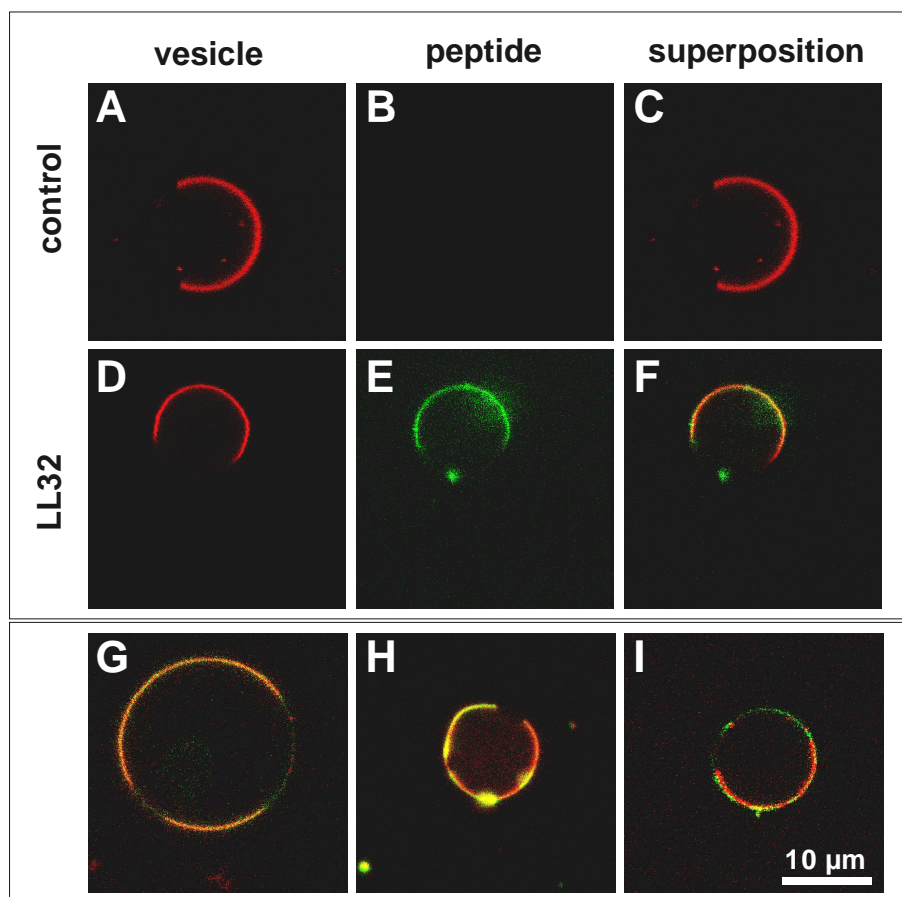 vesicle peptide superposition
control
A B C
LL32
D E F
G H I
10 µm